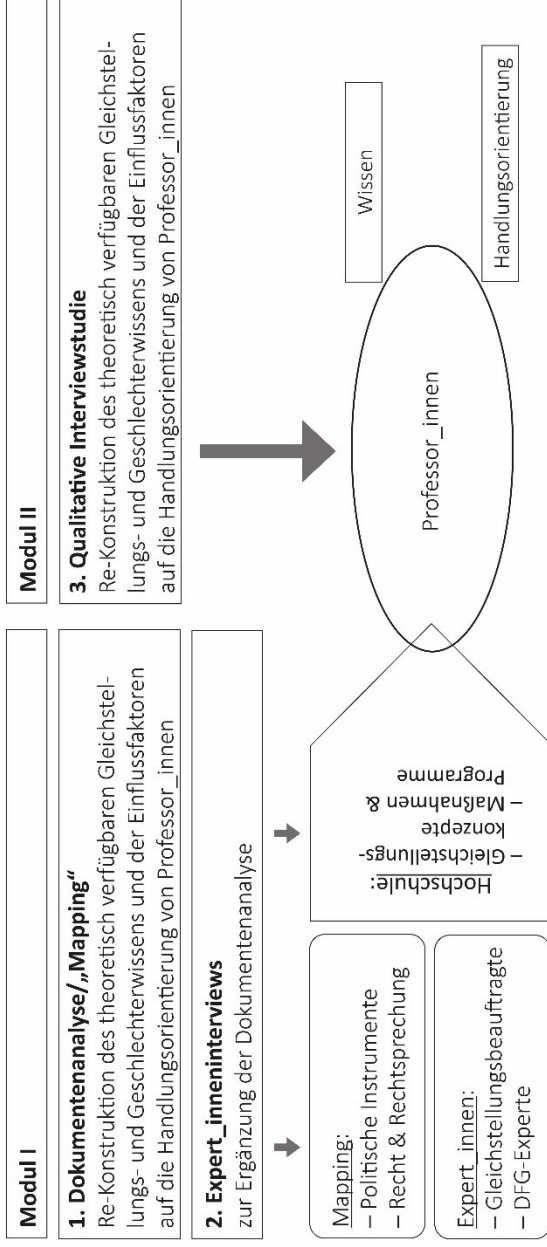 Modul I
1. Dokumentenanalyse/„Mapping“
Re-Konstruktion des theoretisch verfügbaren Gleichstel-
lungs- und Geschlechterwissens und der Einflussfaktoren
auf die Handlungsorientierung von Professor_innen
2. Expert_inneninterviews
zur Ergänzung der Dokumentenanalyse
Mapping:
– Politische Instrumente
– Recht & Rechtsprechung
Expert_innen:
– Gleichstellungsbeauftragte
– DFG-Experte
Hochschule:
– Gleichstellungs-
konzepte
– Maßnahmen &
Programme
Modul II
3. Qualitative Interviewstudie
Re-Konstruktion des theoretisch verfügbaren Gleichstel-
lungs- und Geschlechterwissens und der Einflussfaktoren
auf die Handlungsorientierung von Professor_innen
Professor_innen
Wissen
Handlungsorientierung